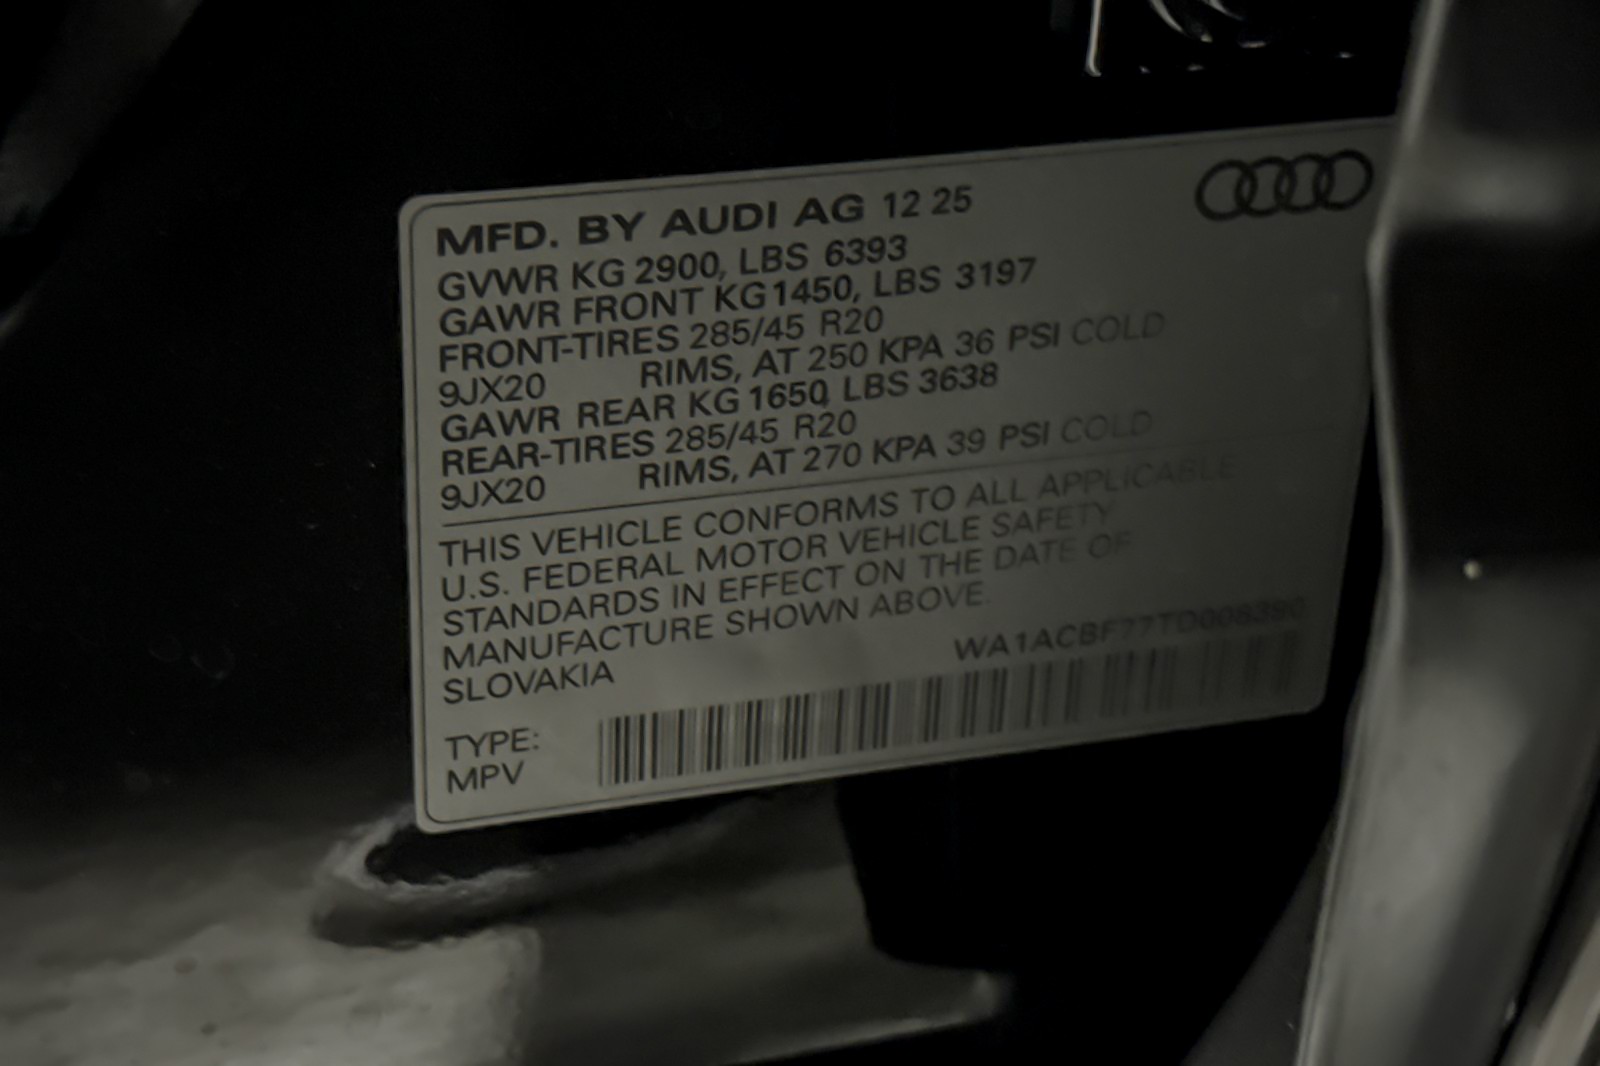 MFD. BY AUDI AG 12 25
GVWR KG 2900, LBS 6393
GAWR FRONT KG 1450, LBS 3197
FRONT-TIRES 285/45 R20
9JX20 RIMS, AT 250 KPA 36 PSI COLD
GAWR REAR KG 1650, LBS 3638
REAR-TIRES 285/45 R20
9JX20 RIMS, AT 270 KPA 39 PSI COLD
THIS VEHICLE CONFORMS TO ALL APPLICABLE
U.S. FEDERAL MOTOR VEHICLE SAFETY
STANDARDS IN EFFECT ON THE DATE OF
MANUFACTURE SHOWN ABOVE.
SLOVAKIA
WA1ACBF77TD008390
TYPE:
MPV